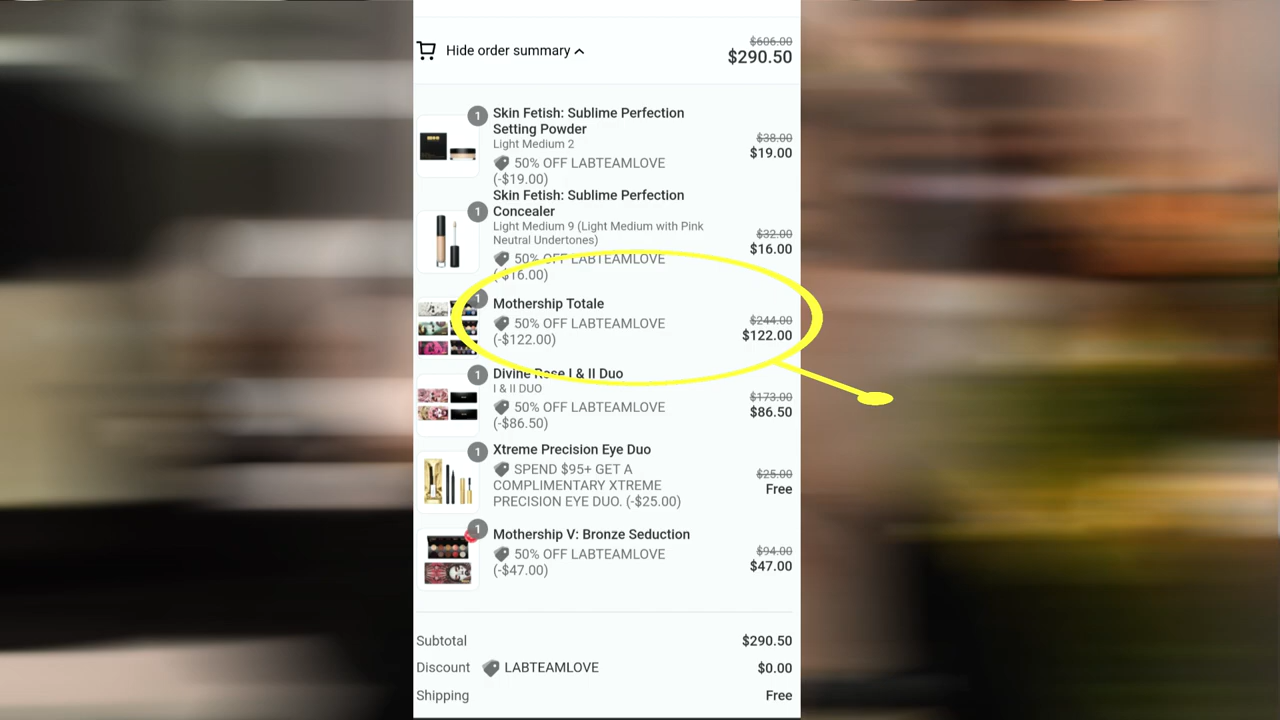 Hide order summary
$606.00
$290.50
1
Skin Fetish: Sublime Perfection
Setting Powder
Light Medium 2
50% OFF LABTEAMLOVE
(-$19.00)
$38.00
$19.00
1
Skin Fetish: Sublime Perfection
Concealer
Light Medium 9 (Light Medium with Pink
Neutral Undertones)
50% OFF LABTEAMLOVE
(-$16.00)
$32.00
$16.00
1
Mothership Totale
50% OFF LABTEAMLOVE
(-$122.00)
$244.00
$122.00
1
Divine Rose I & II Duo
I & II DUO
50% OFF LABTEAMLOVE
(-$86.50)
$173.00
$86.50
1
Xtreme Precision Eye Duo
SPEND $95+ GET A
COMPLIMENTARY XTREME
PRECISION EYE DUO. (-$25.00)
$25.00
Free
1
Mothership V: Bronze Seduction
50% OFF LABTEAMLOVE
(-$47.00)
$94.00
$47.00
Subtotal $290.50
Discount LABTEAMLOVE $0.00
Shipping Free